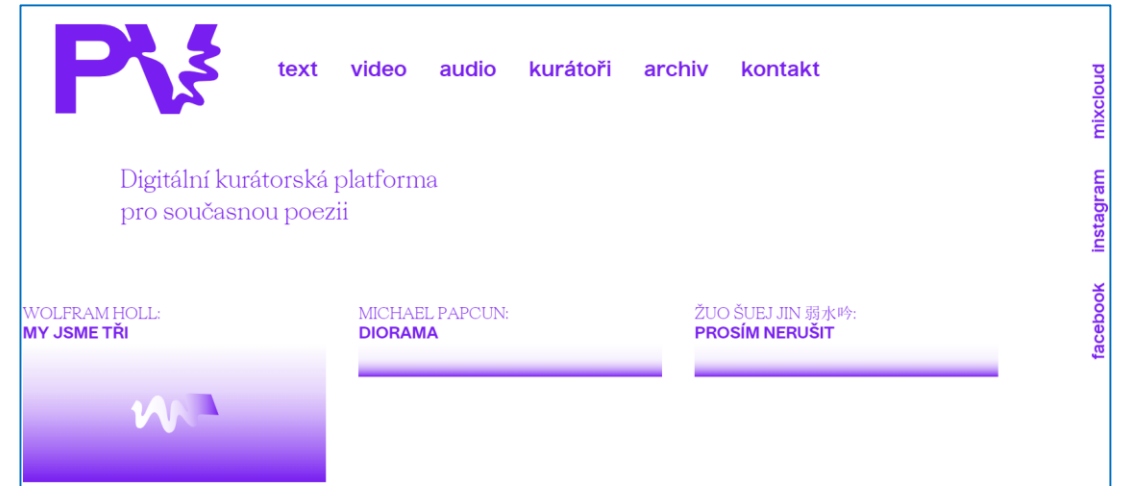 PV
text video audio kurátoři archiv kontakt
Digitální kurátorská platforma
pro současnou poezii
WOLFRAM HOLL:
MY JSME TŘI
MICHAEL PAPCUN:
DIORAMA
ŽUO ŠUEJ JIN 弱水吟:
PROSÍM NERUŠIT
mixcloud
instagram
facebook